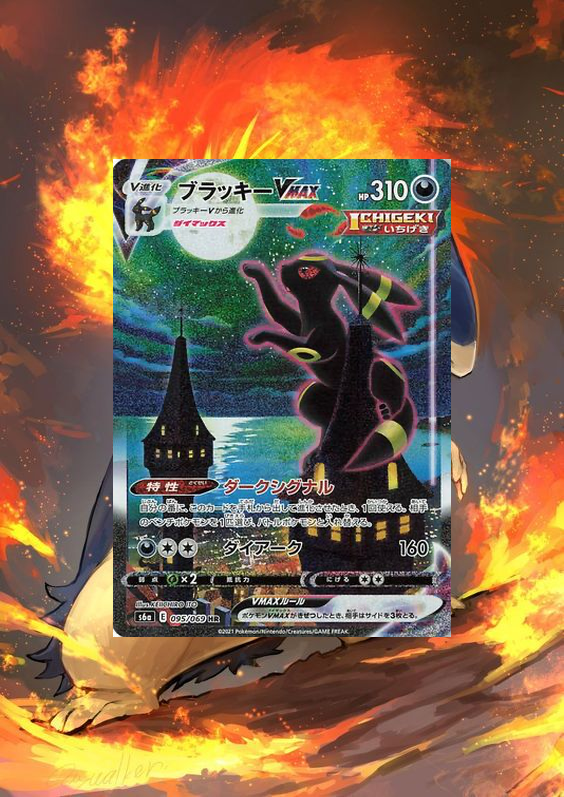 V進化
ブラッキーVMAX
HP310
ブラッキーVから進化
ダイマックス
ICHIGEKI
いちげき
特性
とくせい
ダークシグナル
自分の番に、このカードを手札から出して進化させたとき、1回使える。相手
のベンチポケモンを1匹選び、バトルポケモンと入れ替える。
ダイアーク 160
弱点 ×2 抵抗力 にげる
illus. KEIICHIRO ITO
VMAXルール
ポケモンVMAXがきぜつしたとき、相手はサイドを3枚とる。
s6a E 095/069 HR
©2021 Pokémon/Nintendo/Creatures/GAME FREAK.